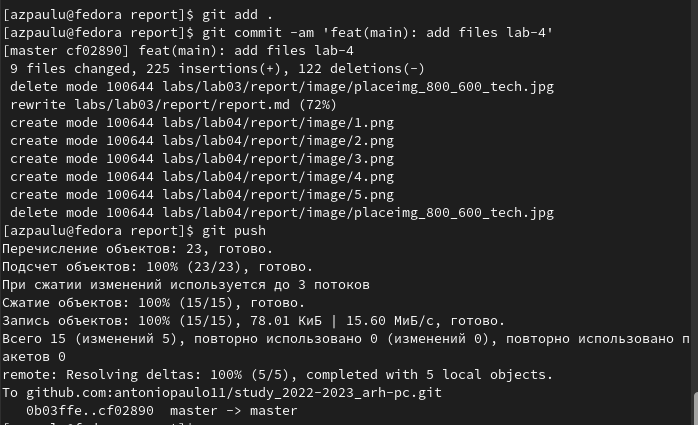 [azpaulu@fedora report]$ git add .
[azpaulu@fedora report]$ git commit -am 'feat(main): add files lab-4'
[master cf02890] feat(main): add files lab-4
 9 files changed, 225 insertions(+), 122 deletions(-)
 delete mode 100644 labs/lab03/report/image/placeimg_800_600_tech.jpg
 rewrite labs/lab03/report/report.md (72%)
 create mode 100644 labs/lab04/report/image/1.png
 create mode 100644 labs/lab04/report/image/2.png
 create mode 100644 labs/lab04/report/image/3.png
 create mode 100644 labs/lab04/report/image/4.png
 create mode 100644 labs/lab04/report/image/5.png
 delete mode 100644 labs/lab04/report/image/placeimg_800_600_tech.jpg
[azpaulu@fedora report]$ git push
Перечисление объектов: 23, готово.
Подсчет объектов: 100% (23/23), готово.
При сжатии изменений используется до 3 потоков
Сжатие объектов: 100% (15/15), готово.
Запись объектов: 100% (15/15), 78.01 КиБ | 15.60 МиБ/с, готово.
Всего 15 (изменений 5), повторно использовано 0 (изменений 0), повторно использовано п
акетов 0
remote: Resolving deltas: 100% (5/5), completed with 5 local objects.
To github.com:antoniopaulo11/study_2022-2023_arh-pc.git
   0b03ffe..cf02890  master -> master